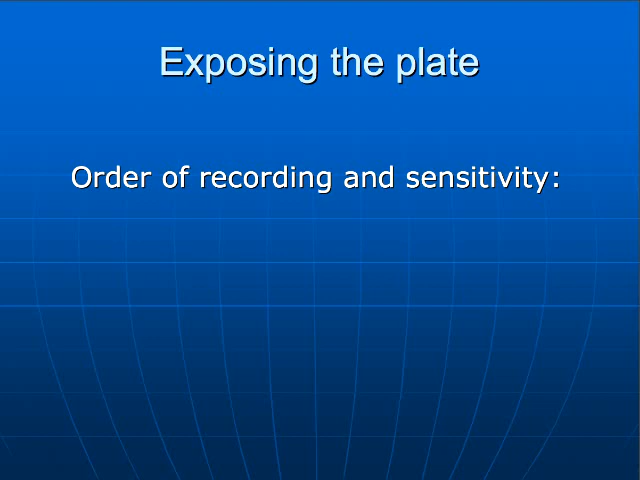 Exposing the plate
Order of recording and sensitivity: